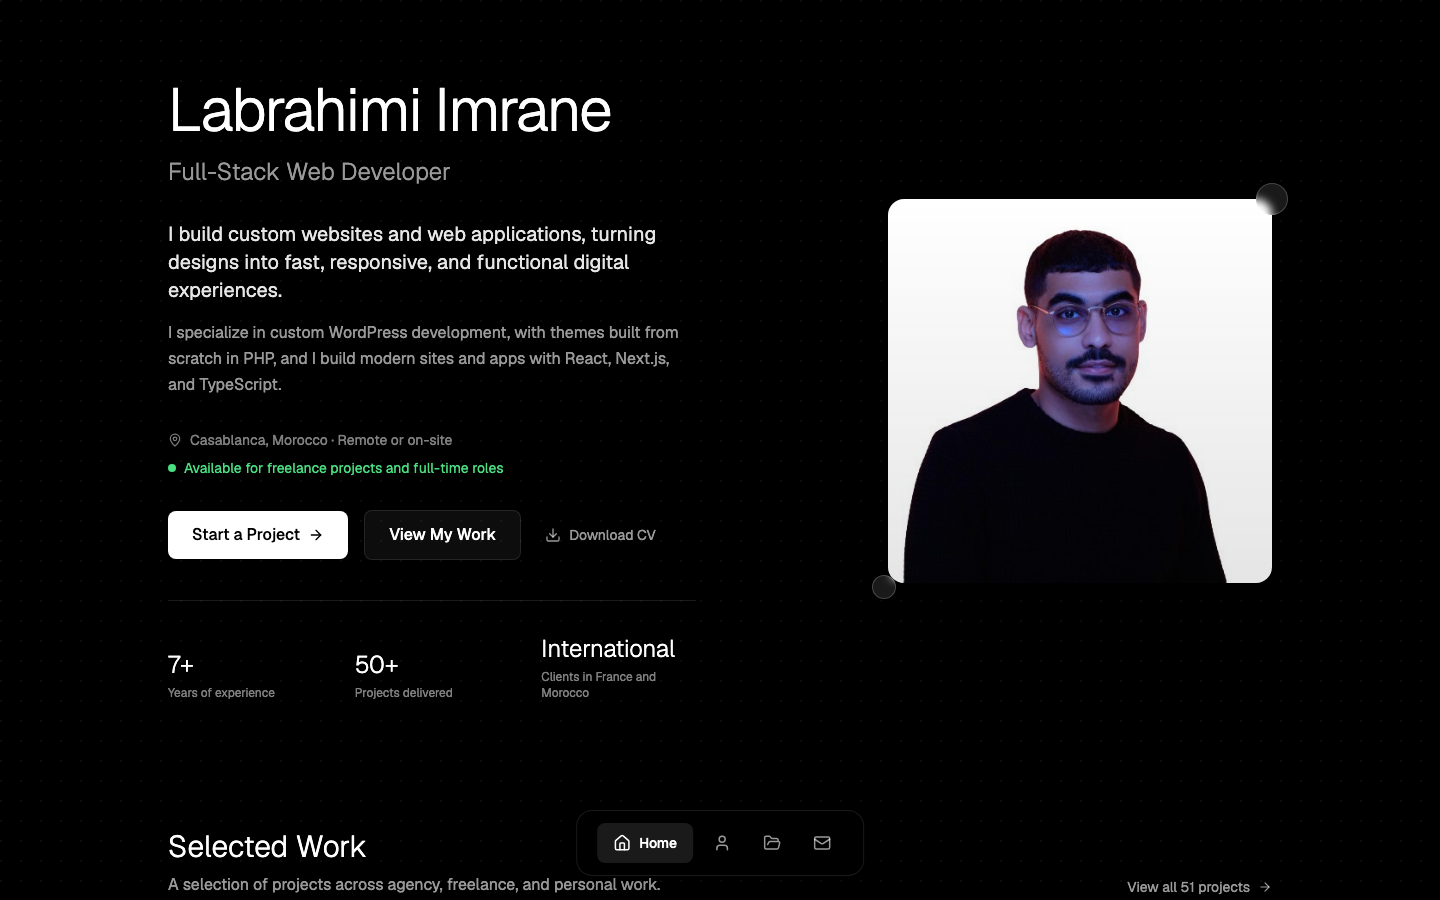 Labrahimi Imrane
Full-Stack Web Developer
I build custom websites and web applications, turning
designs into fast, responsive, and functional digital
experiences.
I specialize in custom WordPress development, with themes built from
scratch in PHP, and I build modern sites and apps with React, Next.js,
and TypeScript.
Casablanca, Morocco · Remote or on-site
Available for freelance projects and full-time roles
Start a Project →
View My Work
Download CV
7+
Years of experience
50+
Projects delivered
International
Clients in France and
Morocco
Selected Work
A selection of projects across agency, freelance, and personal work.
View all 51 projects →
Home